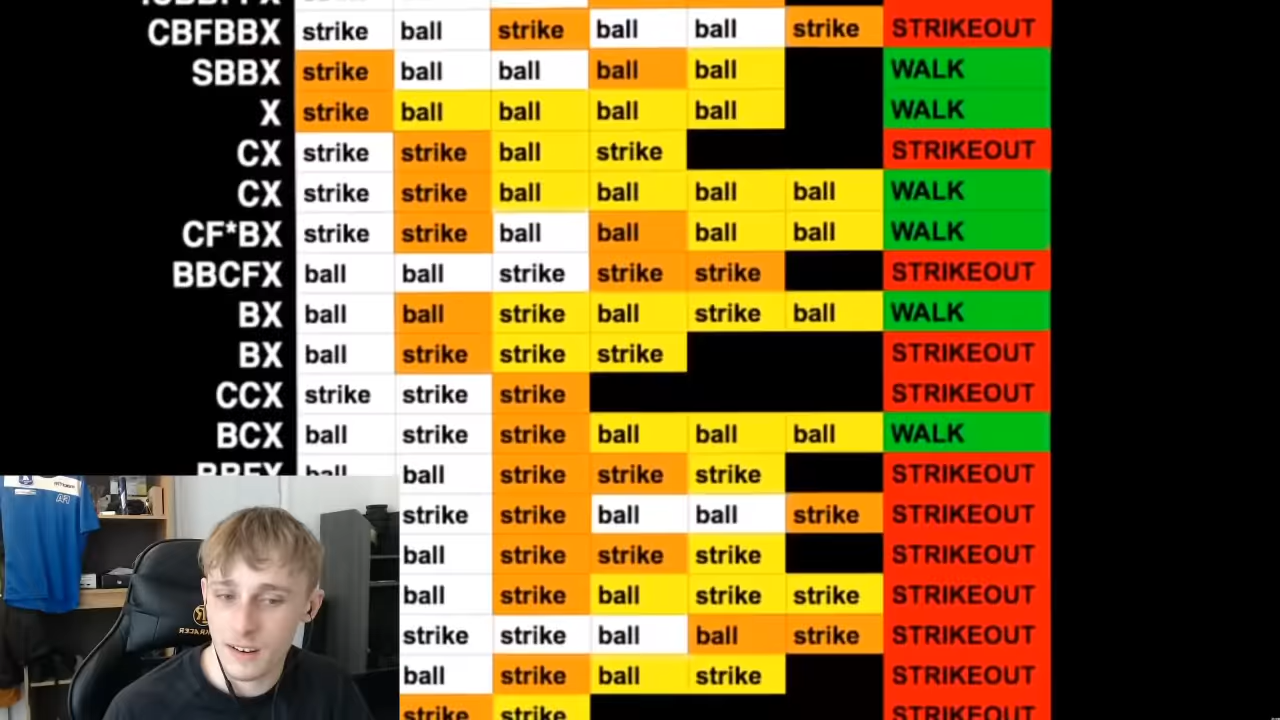 CBFBBX strike ball strike ball ball strike STRIKEOUT
SBBX strike ball ball ball ball WALK
X strike ball ball ball ball WALK
CX strike strike ball strike STRIKEOUT
CX strike strike ball ball ball ball WALK
CF*BX strike strike ball ball ball ball WALK
BBCFX ball ball strike strike strike STRIKEOUT
BX ball ball strike ball strike ball WALK
BX ball strike strike strike STRIKEOUT
CCX strike strike strike STRIKEOUT
BCX ball strike strike ball ball ball WALK
ball ball strike strike strike STRIKEOUT
strike strike ball ball strike STRIKEOUT
ball strike strike strike STRIKEOUT
ball strike ball strike strike STRIKEOUT
strike strike ball ball strike STRIKEOUT
ball strike ball strike STRIKEOUT
strike strike STRIKEOUT